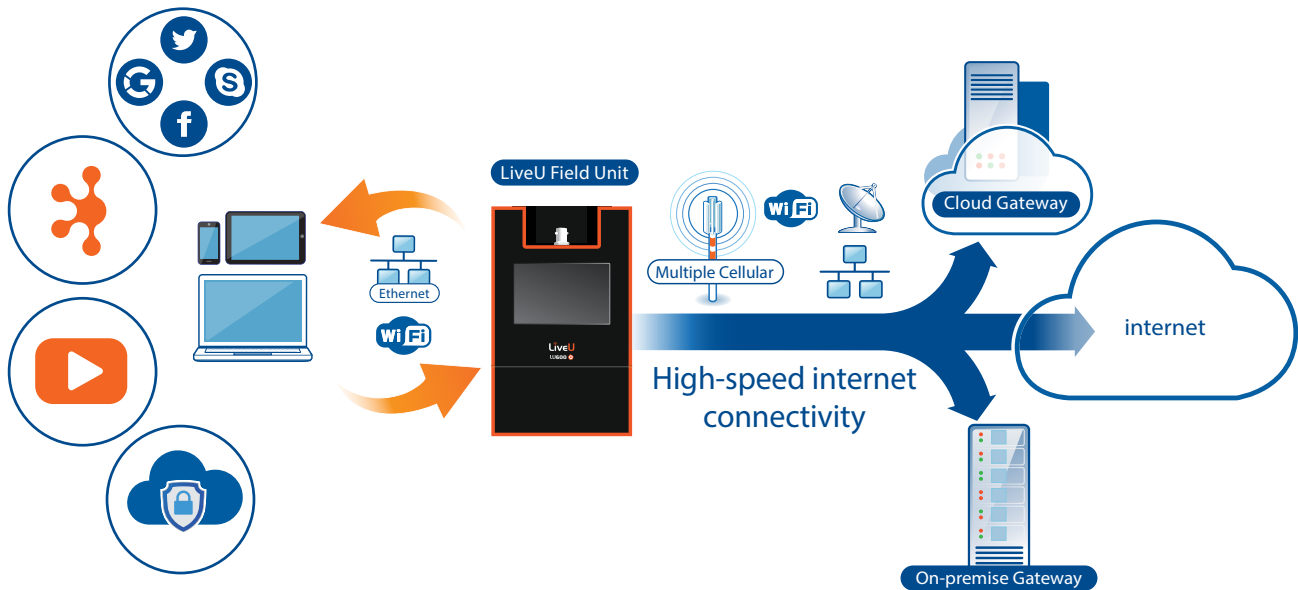 LiveU Field Unit
Ethernet
WiFi
LiveU
LU600
Multiple Cellular
WiFi
High-speed internet
connectivity
Cloud Gateway
internet
On-premise Gateway